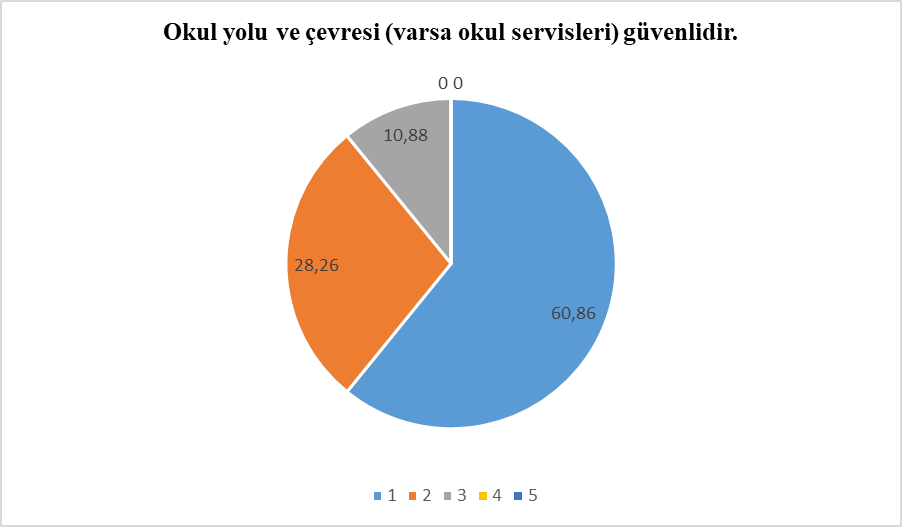 Okul yolu ve çevresi (varsa okul servisleri) güvenlidir.
0 0
10,88
28,26
60,86
1 2 3 4 5